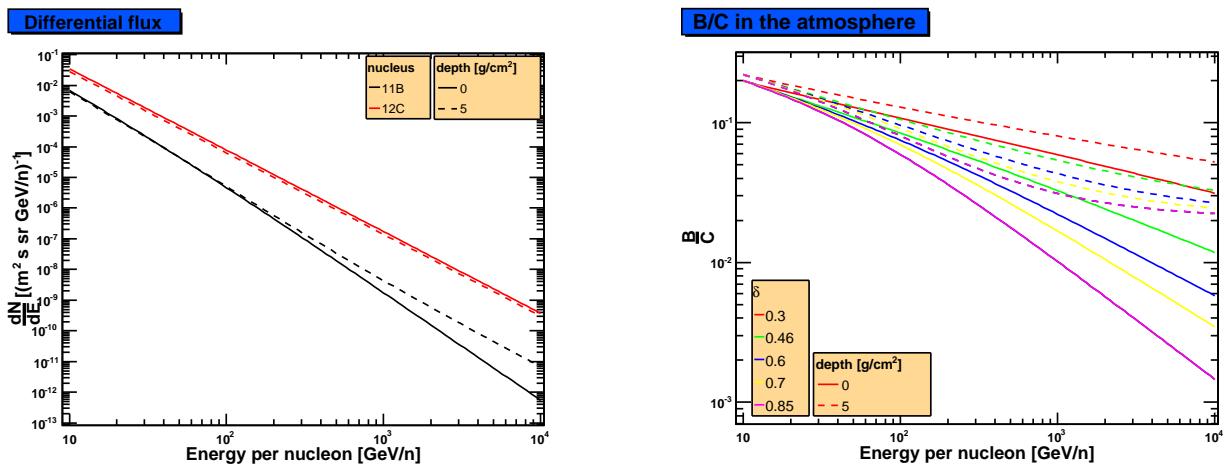 Differential flux
dN/dE [(m² s sr GeV/n)⁻¹]
10⁻¹
10⁻²
10⁻³
10⁻⁴
10⁻⁵
10⁻⁶
10⁻⁷
10⁻⁸
10⁻⁹
10⁻¹⁰
10⁻¹¹
10⁻¹²
10⁻¹³
nucleus
11B
12C
depth [g/cm²]
0
5
10
10²
10³
10⁴
Energy per nucleon [GeV/n]
B/C in the atmosphere
B/C
10⁻¹
10⁻²
10⁻³
δ
0.3
0.46
0.6
0.7
0.85
depth [g/cm²]
0
5
10
10²
10³
10⁴
Energy per nucleon [GeV/n]